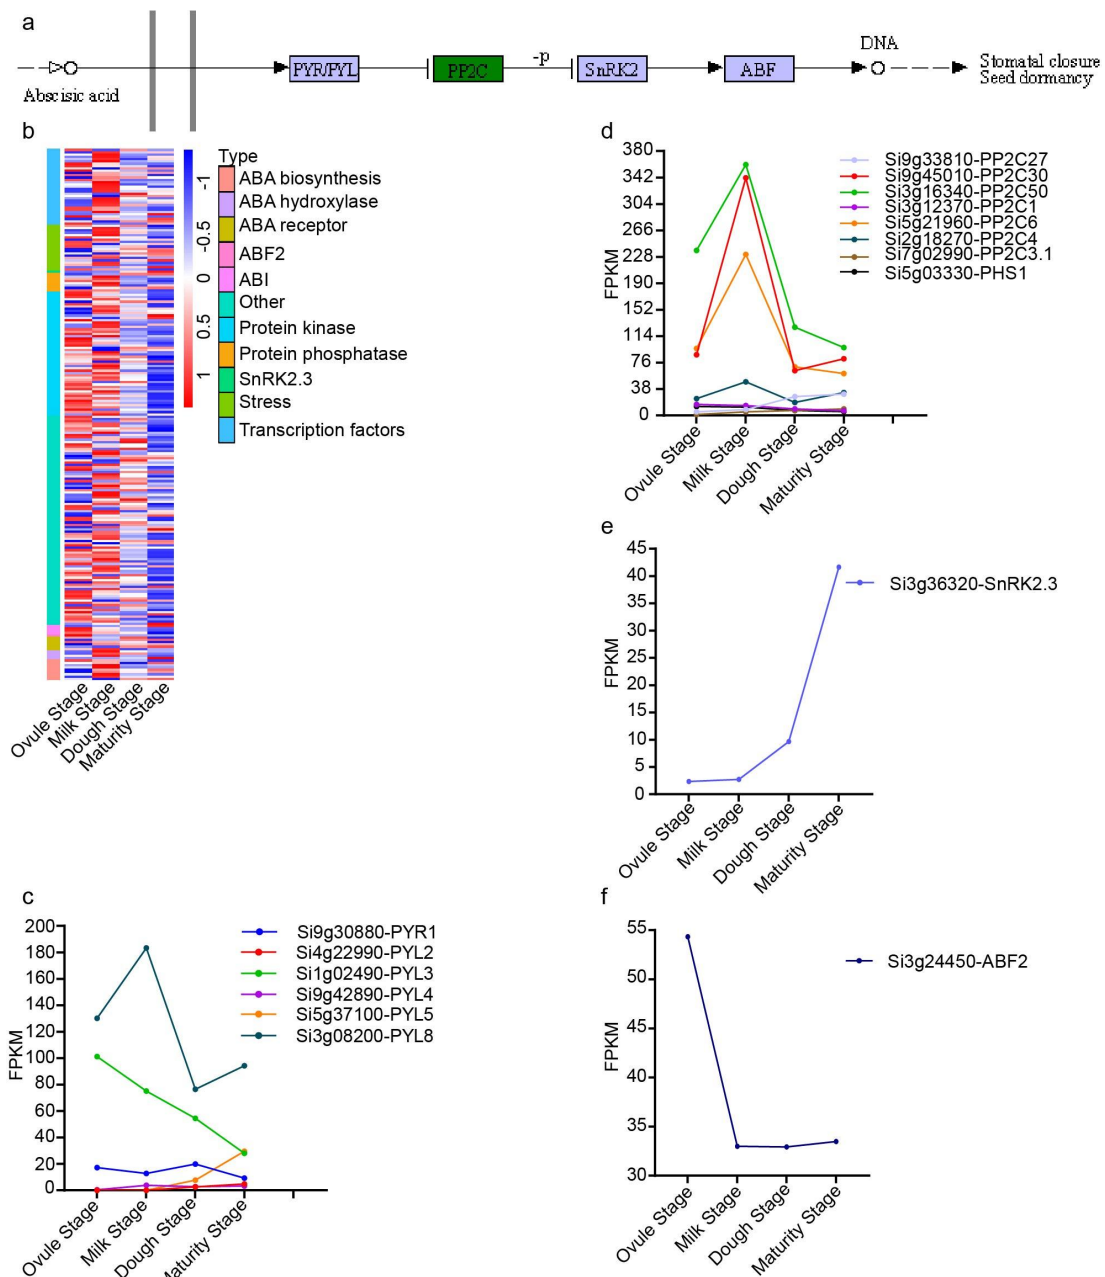 a
Abscisic acid
PYR/PYL
PP2C
-p
SnRK2
ABF
DNA
Stomatal closure
Seed dormancy
b
-1
-0.5
0
0.5
1
Type
ABA biosynthesis
ABA hydroxylase
ABA receptor
ABF2
ABI
Other
Protein kinase
Protein phosphatase
SnRK2.3
Stress
Transcription factors
Ovule Stage
Milk Stage
Dough Stage
Maturity Stage
c
FPKM
200
180
160
140
120
100
80
60
40
20
0
Si9g30880-PYR1
Si4g22990-PYL2
Si1g02490-PYL3
Si9g42890-PYL4
Si5g37100-PYL5
Si3g08200-PYL8
Ovule Stage
Milk Stage
Dough Stage
Maturity Stage
d
FPKM
380
342
304
266
228
190
152
114
76
38
0
Si9g33810-PP2C27
Si9g45010-PP2C30
Si3g16340-PP2C50
Si3g12370-PP2C1
Si5g21960-PP2C6
Si2g18270-PP2C4
Si7g02990-PP2C3.1
Si5g03330-PHS1
Ovule Stage
Milk Stage
Dough Stage
Maturity Stage
e
FPKM
45
40
35
30
25
20
15
10
5
0
Si3g36320-SnRK2.3
Ovule Stage
Milk Stage
Dough Stage
Maturity Stage
f
FPKM
55
50
45
40
35
30
Si3g24450-ABF2
Ovule Stage
Milk Stage
Dough Stage
Maturity Stage